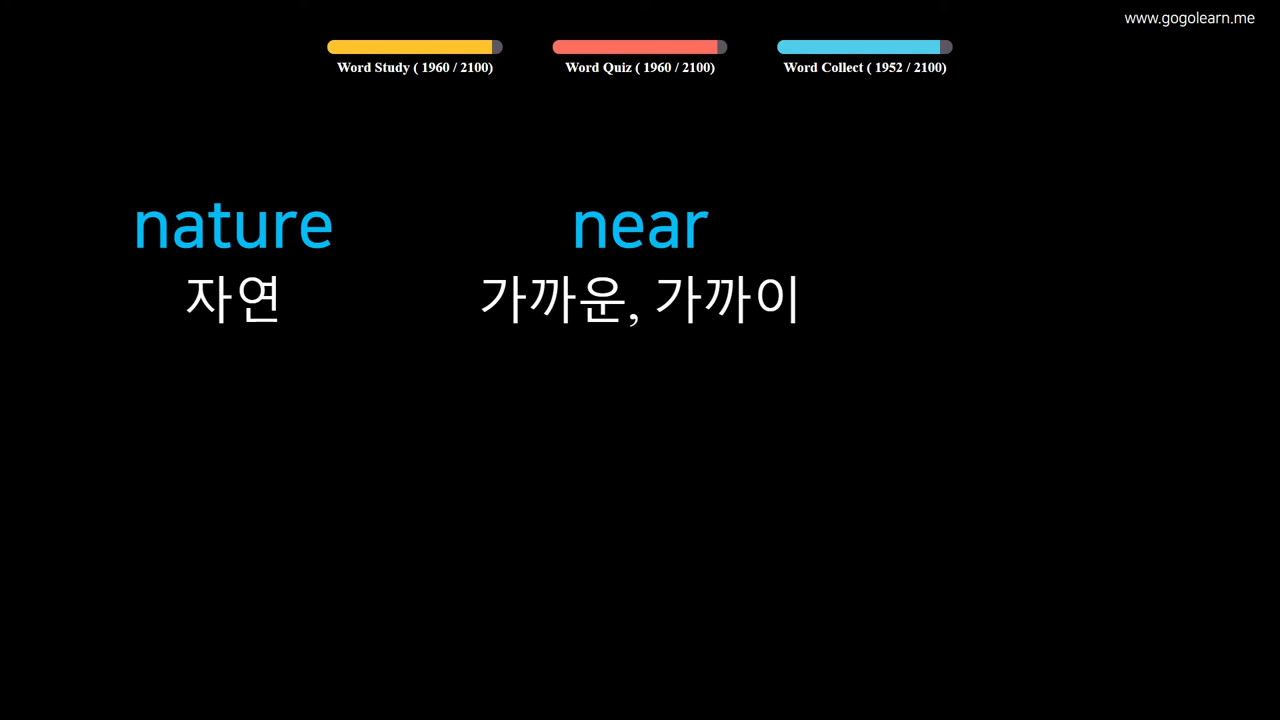 www.gogolearn.me
Word Study ( 1960 / 2100)
Word Quiz ( 1960 / 2100)
Word Collect ( 1952 / 2100)
nature
near
자연
가까운, 가까이